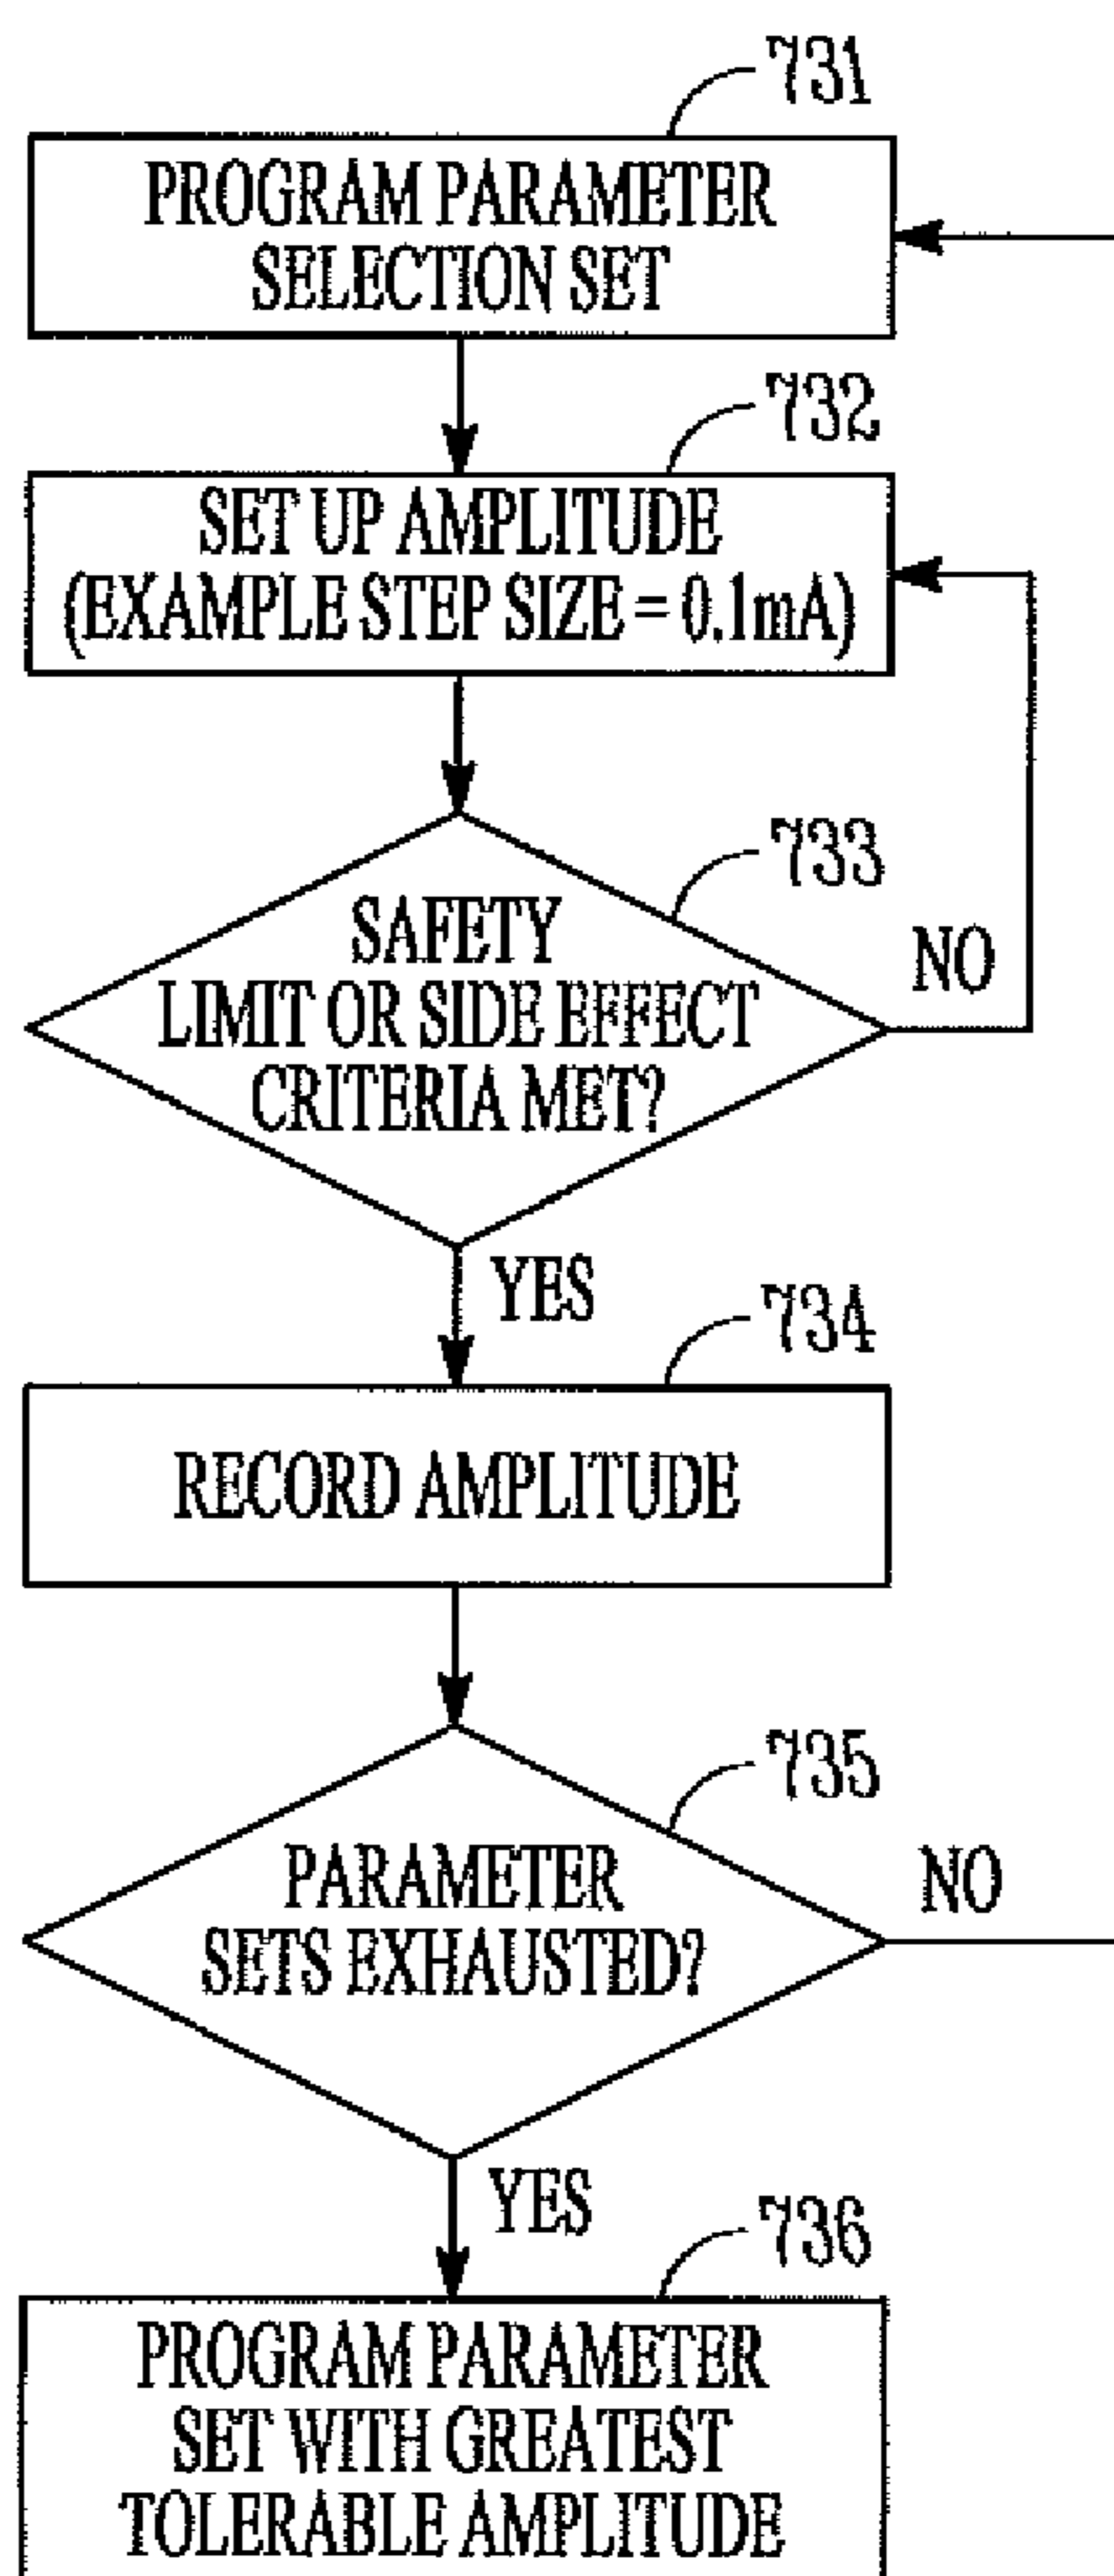 731
PROGRAM PARAMETER
SELECTION SET
732
SET UP AMPLITUDE
(EXAMPLE STEP SIZE = 0.1mA)
733
SAFETY
LIMIT OR SIDE EFFECT
CRITERIA MET?
NO
YES
734
RECORD AMPLITUDE
735
PARAMETER
SETS EXHAUSTED?
NO
YES
736
PROGRAM PARAMETER
SET WITH GREATEST
TOLERABLE AMPLITUDE